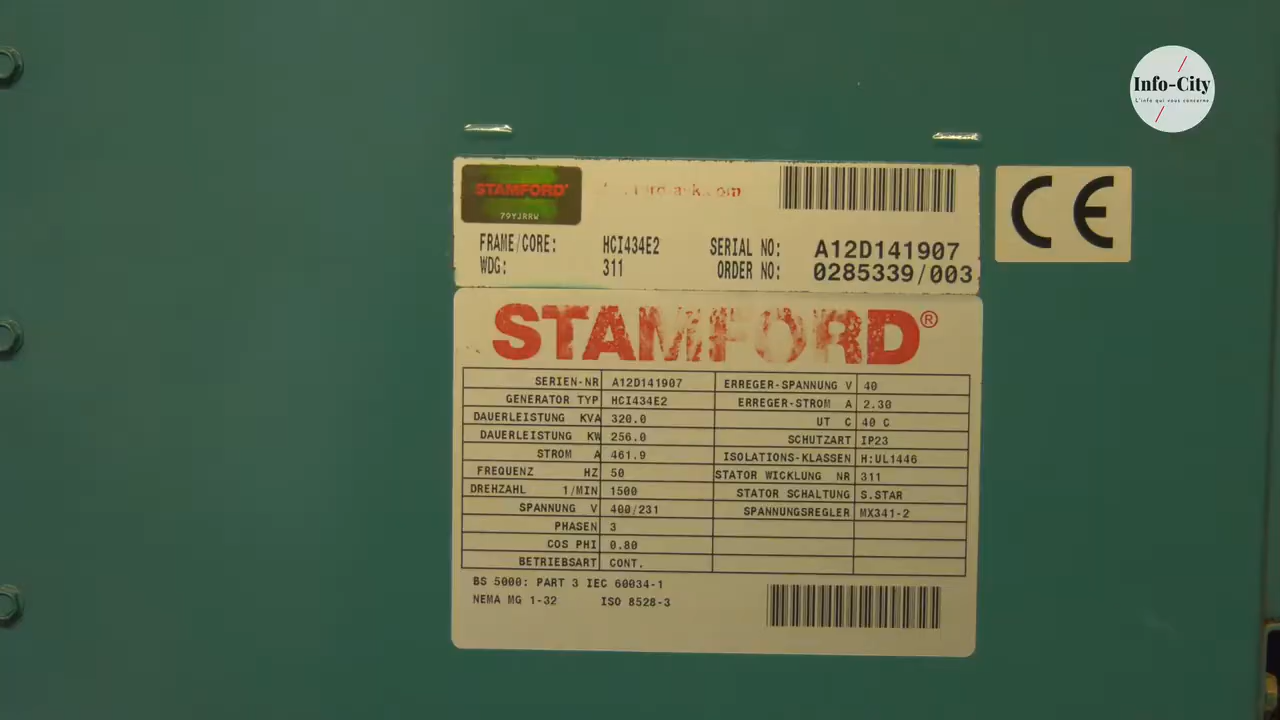 Info-City
L'info qui vous concerne
STAMFORD
79YJRRW
FRAME/CORE: HCI434E2 SERIAL NO: A12D141907
WDG: 311 ORDER NO: 0285339/003
CE
STAMFORD®
SERIEN-NR A12D141907 ERREGER-SPANNUNG V 40
GENERATOR TYP HCI434E2 ERREGER-STROM A 2.30
DAUERLEISTUNG KVA 320.0 UT C 40 C
DAUERLEISTUNG KW 256.0 SCHUTZART IP23
STROM A 461.9 ISOLATIONS-KLASSEN H:UL1446
FREQUENZ HZ 50 STATOR WICKLUNG NR 311
DREHZAHL 1/MIN 1500 STATOR SCHALTUNG S.STAR
SPANNUNG V 400/231 SPANNUNGSREGLER MX341-2
PHASEN 3
COS PHI 0.80
BETRIEBSART CONT.
BS 5000: PART 3 IEC 60034-1
NEMA MG 1-32 ISO 8528-3